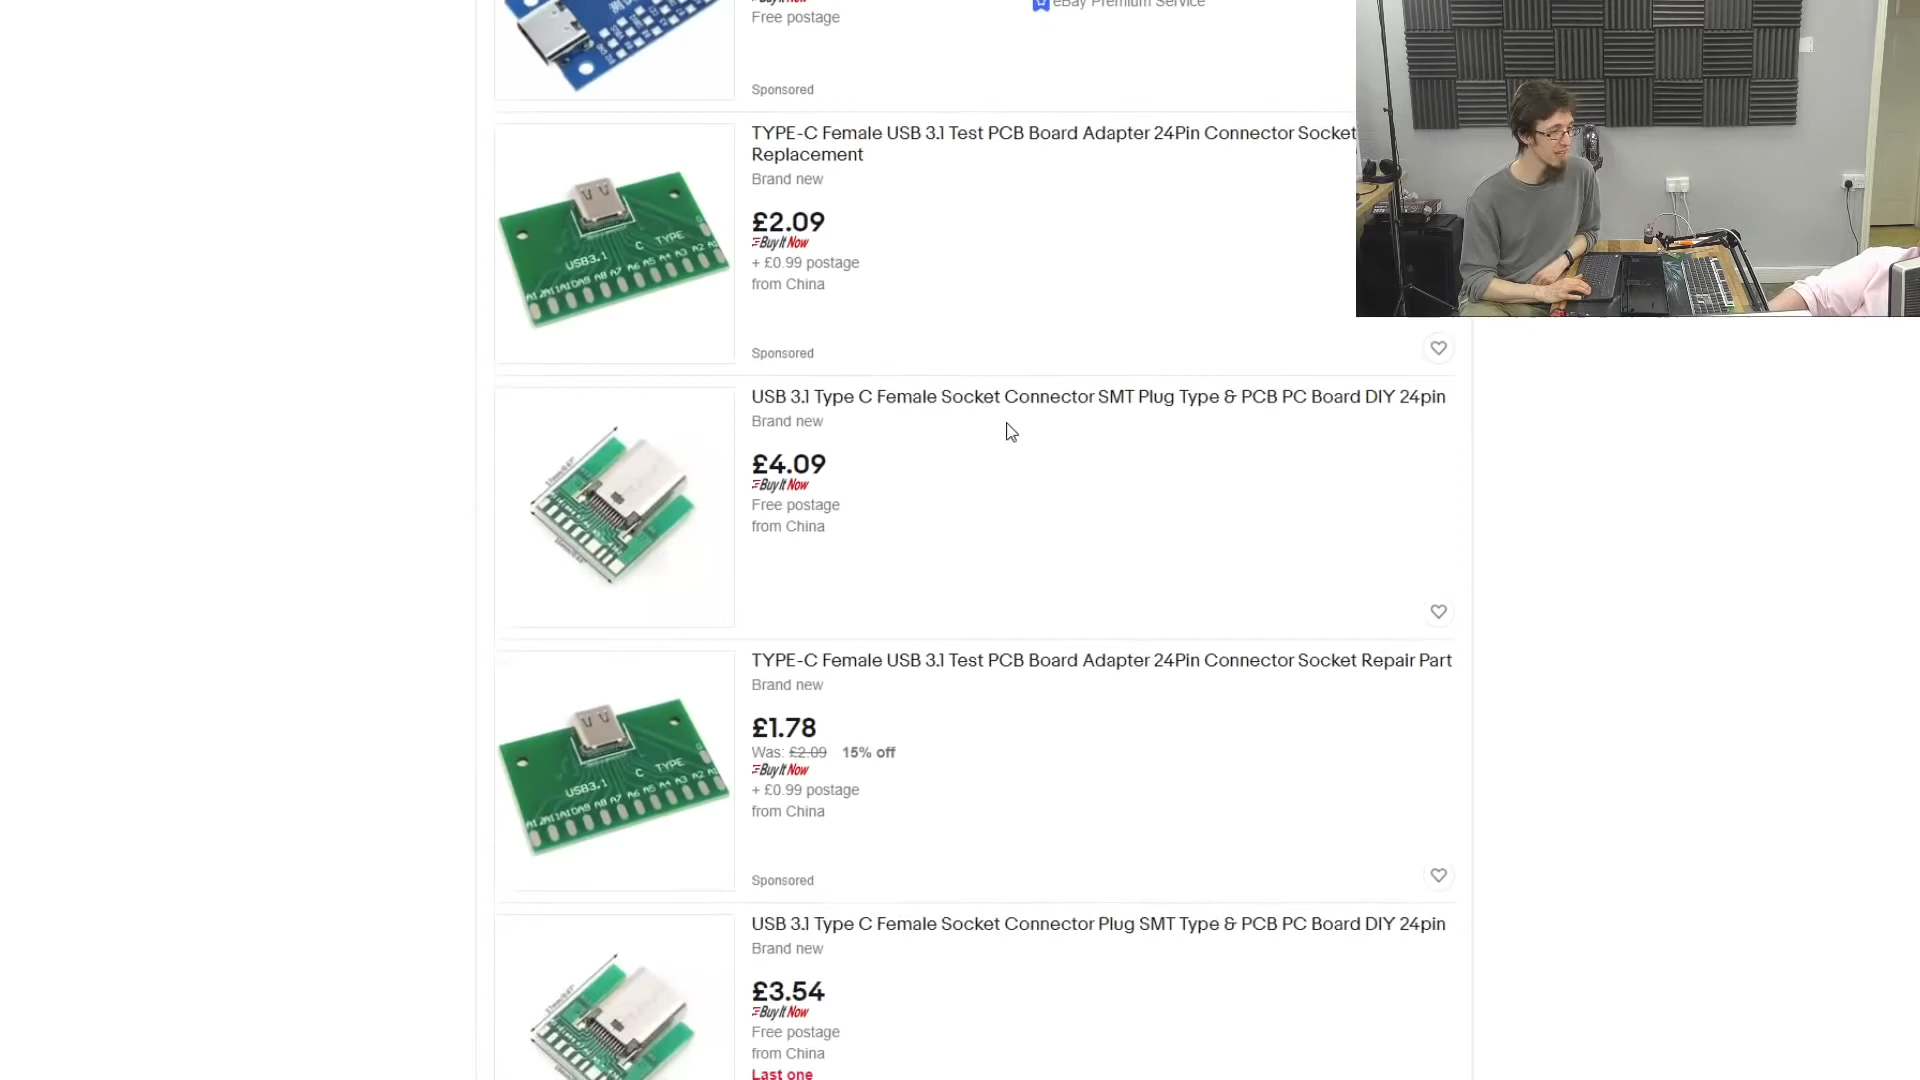 Free postage
eBay Premium Service
Sponsored
TYPE-C Female USB 3.1 Test PCB Board Adapter 24Pin Connector Socket
Replacement
Brand new
£2.09
Buy It Now
+ £0.99 postage
from China
Sponsored
C TYPE
USB3.1
USB 3.1 Type C Female Socket Connector SMT Plug Type & PCB PC Board DIY 24pin
Brand new
£4.09
Buy It Now
Free postage
from China
TYPE-C Female USB 3.1 Test PCB Board Adapter 24Pin Connector Socket Repair Part
Brand new
£1.78
Was: £2.09 15% off
Buy It Now
+ £0.99 postage
from China
Sponsored
C TYPE
USB3.1
USB 3.1 Type C Female Socket Connector Plug SMT Type & PCB PC Board DIY 24pin
Brand new
£3.54
Buy It Now
Free postage
from China
Last one